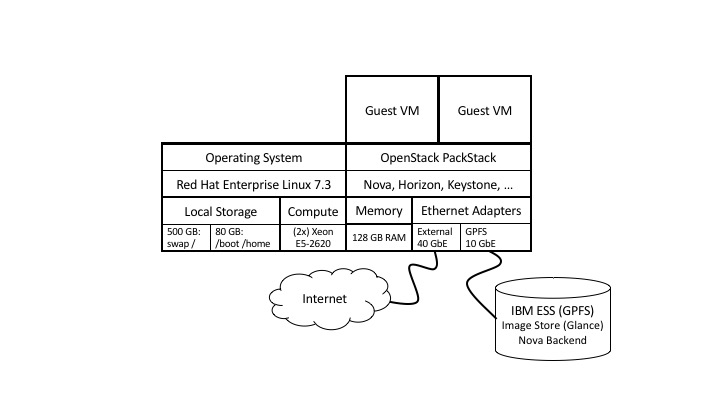 Guest VM
Guest VM
Operating System
OpenStack PackStack
Red Hat Enterprise Linux 7.3
Nova, Horizon, Keystone, ...
Local Storage
Compute
Memory
Ethernet Adapters
500 GB:
swap /
80 GB:
/boot /home
(2x) Xeon
E5-2620
128 GB RAM
External
40 GbE
GPFS
10 GbE
Internet
IBM ESS (GPFS)
Image Store (Glance)
Nova Backend